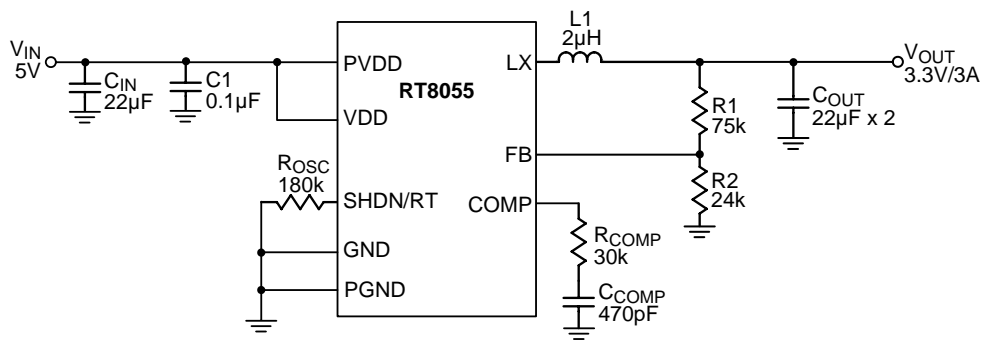 VIN
5V
CIN
22µF
C1
0.1µF
ROSC
180k
PVDD
VDD
SHDN/RT
GND
PGND
RT8055
LX
FB
COMP
L1
2µH
RCOMP
30k
CCOMP
470pF
R1
75k
R2
24k
COUT
22µF x 2
VOUT
3.3V/3A